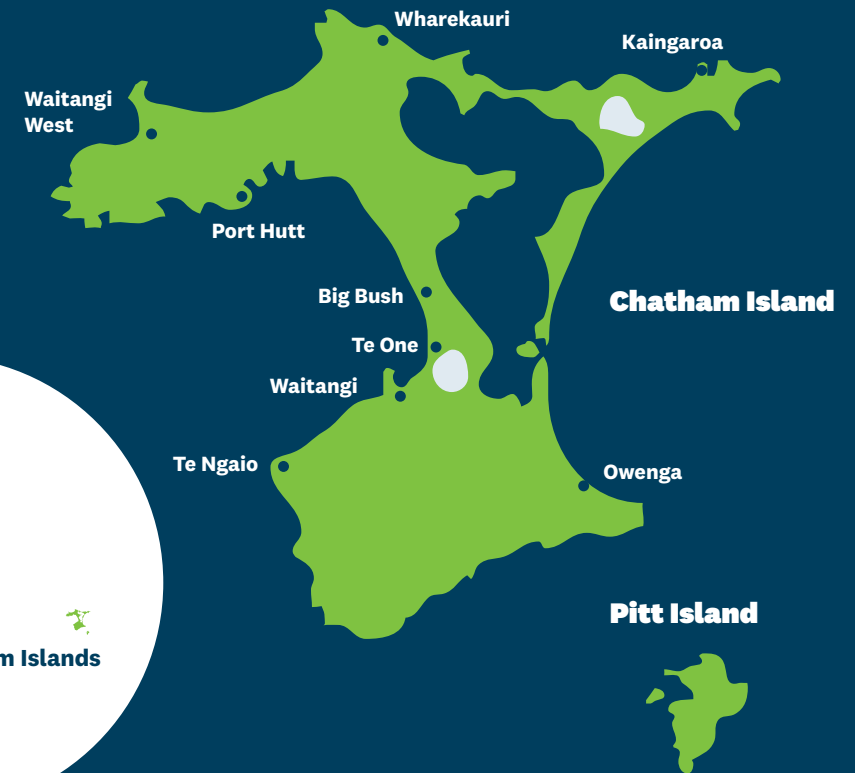 Wharekauri
Kaingaroa
Waitangi
West
Port Hutt
Big Bush
Chatham Island
Te One
Waitangi
Te Ngaio
Owenga
Pitt Island
m Islands